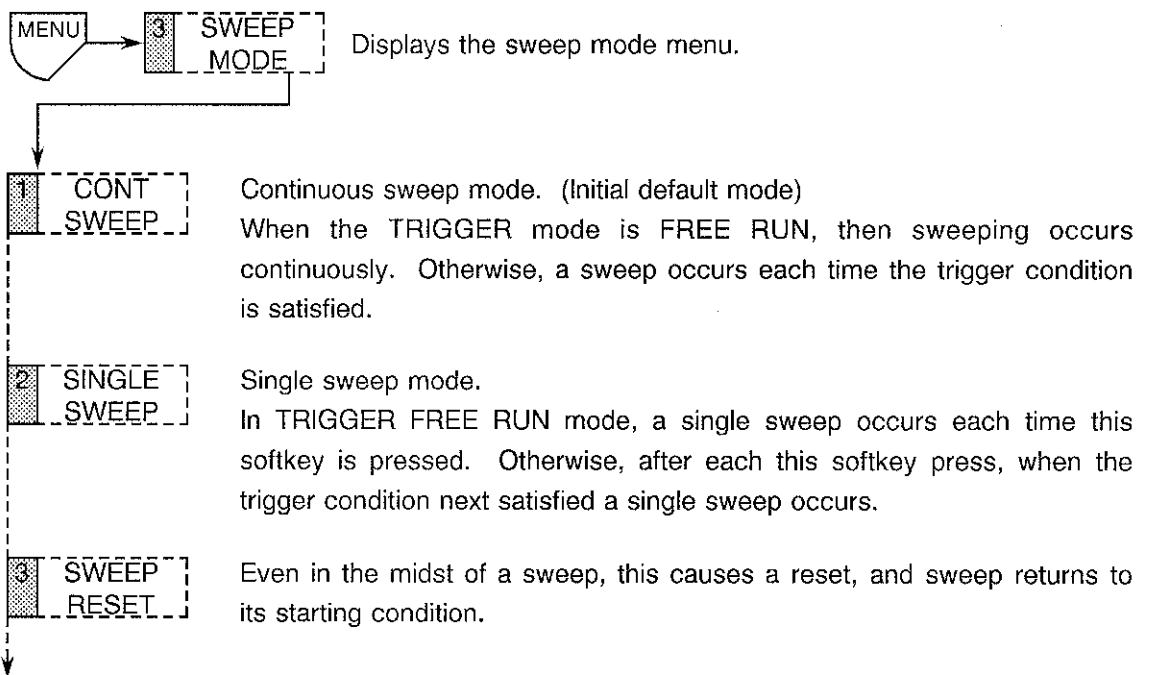 MENU
3 SWEEP
MODE
Displays the sweep mode menu.
1 CONT
SWEEP
Continuous sweep mode. (Initial default mode)
When the TRIGGER mode is FREE RUN, then sweeping occurs
continuously. Otherwise, a sweep occurs each time the trigger condition
is satisfied.
2 SINGLE
SWEEP
Single sweep mode.
In TRIGGER FREE RUN mode, a single sweep occurs each time this
softkey is pressed. Otherwise, after each this softkey press, when the
trigger condition next satisfied a single sweep occurs.
3 SWEEP
RESET
Even in the midst of a sweep, this causes a reset, and sweep returns to
its starting condition.